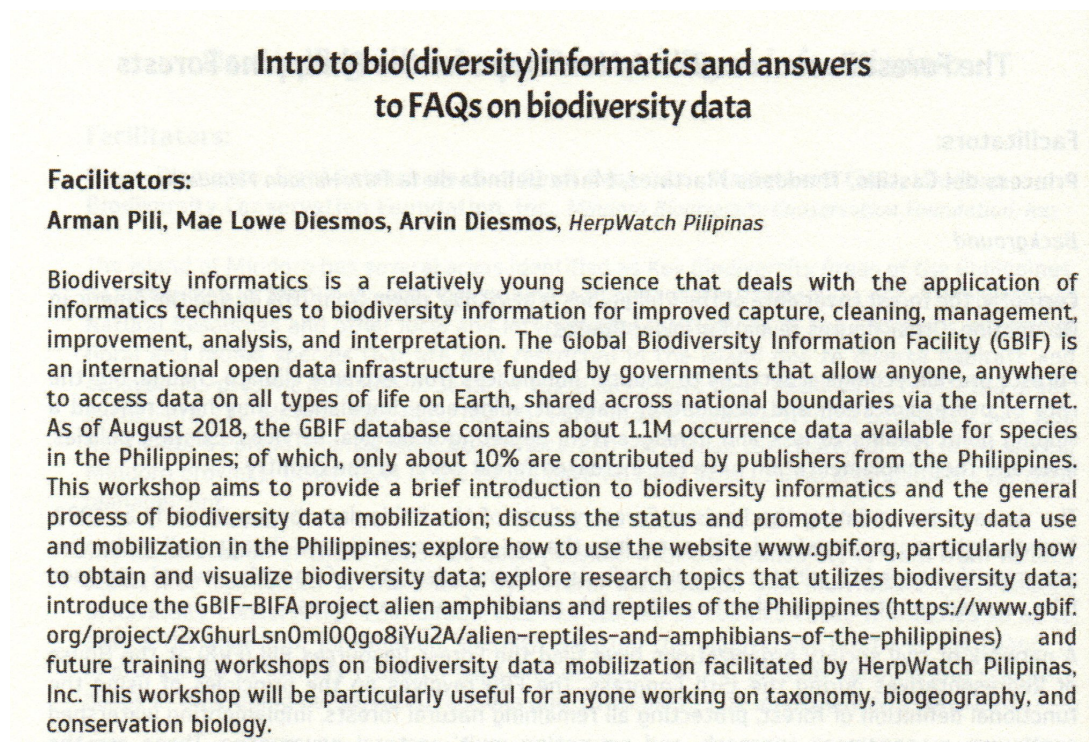 Intro to bio(diversity)informatics and answers
to FAQs on biodiversity data
Facilitators:
Arman Pili, Mae Lowe Diesmos, Arvin Diesmos, HerpWatch Pilipinas
Biodiversity informatics is a relatively young science that deals with the application of
informatics techniques to biodiversity information for improved capture, cleaning, management,
improvement, analysis, and interpretation. The Global Biodiversity Information Facility (GBIF) is
an international open data infrastructure funded by governments that allow anyone, anywhere
to access data on all types of life on Earth, shared across national boundaries via the Internet.
As of August 2018, the GBIF database contains about 1.1M occurrence data available for species
in the Philippines; of which, only about 10% are contributed by publishers from the Philippines.
This workshop aims to provide a brief introduction to biodiversity informatics and the general
process of biodiversity data mobilization; discuss the status and promote biodiversity data use
and mobilization in the Philippines; explore how to use the website www.gbif.org, particularly how
to obtain and visualize biodiversity data; explore research topics that utilizes biodiversity data;
introduce the GBIF-BIFA project alien amphibians and reptiles of the Philippines (https://www.gbif.
org/project/2xGhurLsnOml0Qgo8iYu2A/alien-reptiles-and-amphibians-of-the-philippines) and
future training workshops on biodiversity data mobilization facilitated by HerpWatch Pilipinas,
Inc. This workshop will be particularly useful for anyone working on taxonomy, biogeography, and
conservation biology.